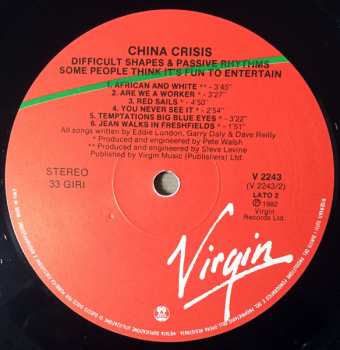 CHINA CRISIS
DIFFICULT SHAPES & PASSIVE RHYTHMS
SOME PEOPLE THINK IT'S FUN TO ENTERTAIN
1. AFRICAN AND WHITE ** - 3'45"
2. ARE WE A WORKER * - 3'27"
3. RED SAILS * - 4'50"
4. YOU NEVER SEE IT * - 2'54"
5. TEMPTATIONS BIG BLUE EYES * - 3'22"
6. JEAN WALKS IN FRESHFIELDS * - 1'51"
All songs written by Eddie London, Garry Daly & Dave Reilly
* Produced and engineered by Pete Walsh
** Produced and engineered by Steve Levine
Published by Virgin Music (Publishers) Ltd.
STEREO
33 GIRI
V 2243
(V 2243/2)
LATO 2
℗ 1982
Virgin
Records Ltd.
Virgin